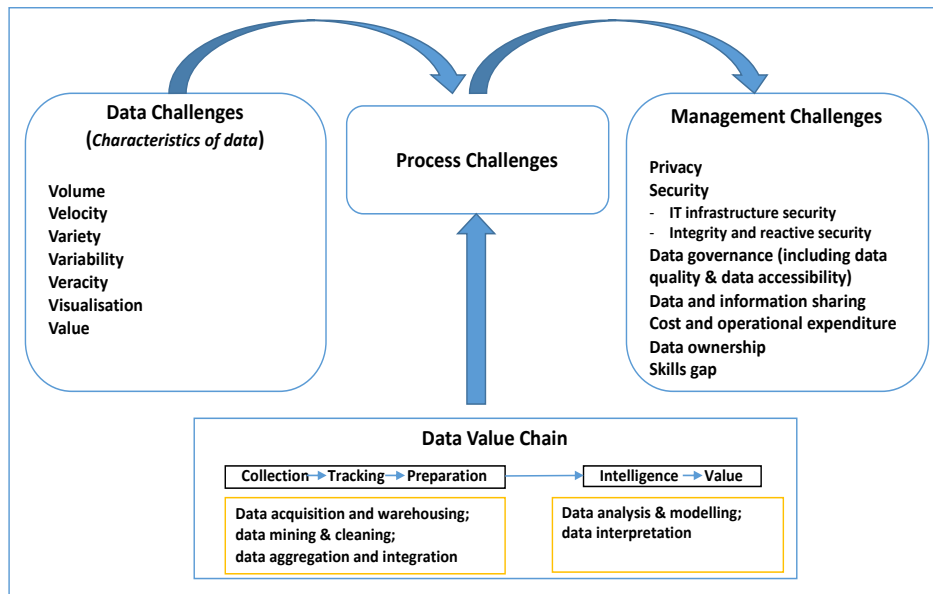 Data Challenges
(Characteristics of data)
Volume
Velocity
Variety
Variability
Veracity
Visualisation
Value
Process Challenges
Management Challenges
Privacy
Security
- IT infrastructure security
- Integrity and reactive security
Data governance (including data
quality & data accessibility)
Data and information sharing
Cost and operational expenditure
Data ownership
Skills gap
Data Value Chain
Collection Tracking Preparation
Intelligence Value
Data acquisition and warehousing;
data mining & cleaning;
data aggregation and integration
Data analysis & modelling;
data interpretation